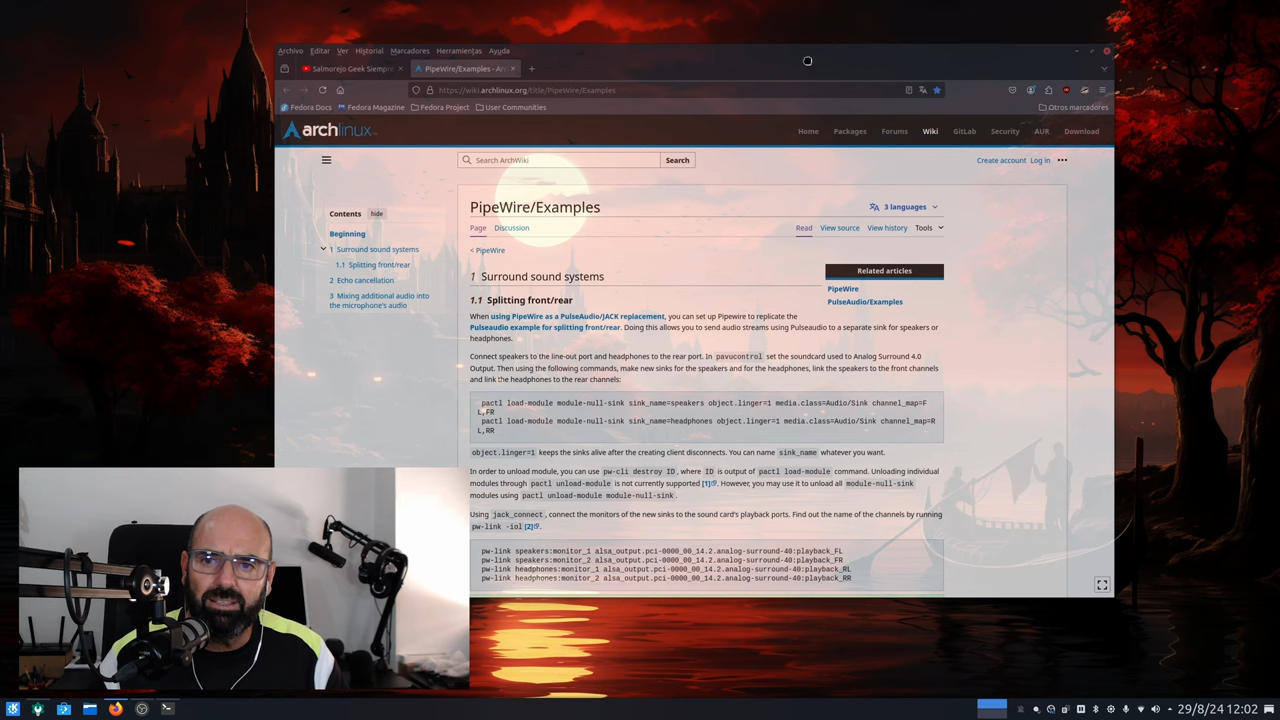 Archivo Editar Ver Historial Marcadores Herramientas Ayuda
Salmorejo Geek Siempre
PipeWire/Examples - Arc
https://wiki.archlinux.org/title/PipeWire/Examples
Fedora Docs Fedora Magazine Fedora Project User Communities Otros marcadores
archlinux
Home Packages Forums Wiki GitLab Security AUR Download
Search ArchWiki Search
Create account Log in
Contents hide
Beginning
1 Surround sound systems
1.1 Splitting front/rear
2 Echo cancellation
3 Mixing additional audio into
the microphone's audio
PipeWire/Examples
3 languages
Page Discussion Read View source View history Tools
< PipeWire
1 Surround sound systems
Related articles
PipeWire
PulseAudio/Examples
1.1 Splitting front/rear
When using PipeWire as a PulseAudio/JACK replacement, you can set up Pipewire to replicate the
Pulseaudio example for splitting front/rear. Doing this allows you to send audio streams using Pulseaudio to a separate sink for speakers or
headphones.
Connect speakers to the line-out port and headphones to the rear port. In pavucontrol set the soundcard used to Analog Surround 4.0
Output. Then using the following commands, make new sinks for the speakers and for the headphones, link the speakers to the front channels
and link the headphones to the rear channels:
pactl load-module module-null-sink sink_name=speakers object.linger=1 media.class=Audio/Sink channel_map=F
L,FR
pactl load-module module-null-sink sink_name=headphones object.linger=1 media.class=Audio/Sink channel_map=R
L,RR
object.linger=1 keeps the sinks alive after the creating client disconnects. You can name sink_name whatever you want.
In order to unload module, you can use pw-cli destroy ID, where ID is output of pactl load-module command. Unloading individual
modules through pactl unload-module is not currently supported [1]. However, you may use it to unload all module-null-sink
modules using pactl unload-module module-null-sink.
Using jack_connect, connect the monitors of the new sinks to the sound card's playback ports. Find out the name of the channels by running
pw-link -iol [2].
pw-link speakers:monitor_1 alsa_output.pci-0000_00_14.2.analog-surround-40:playback_FL
pw-link speakers:monitor_2 alsa_output.pci-0000_00_14.2.analog-surround-40:playback_FR
pw-link headphones:monitor_1 alsa_output.pci-0000_00_14.2.analog-surround-40:playback_RL
pw-link headphones:monitor_2 alsa_output.pci-0000_00_14.2.analog-surround-40:playback_RR
29/8/24 12:02